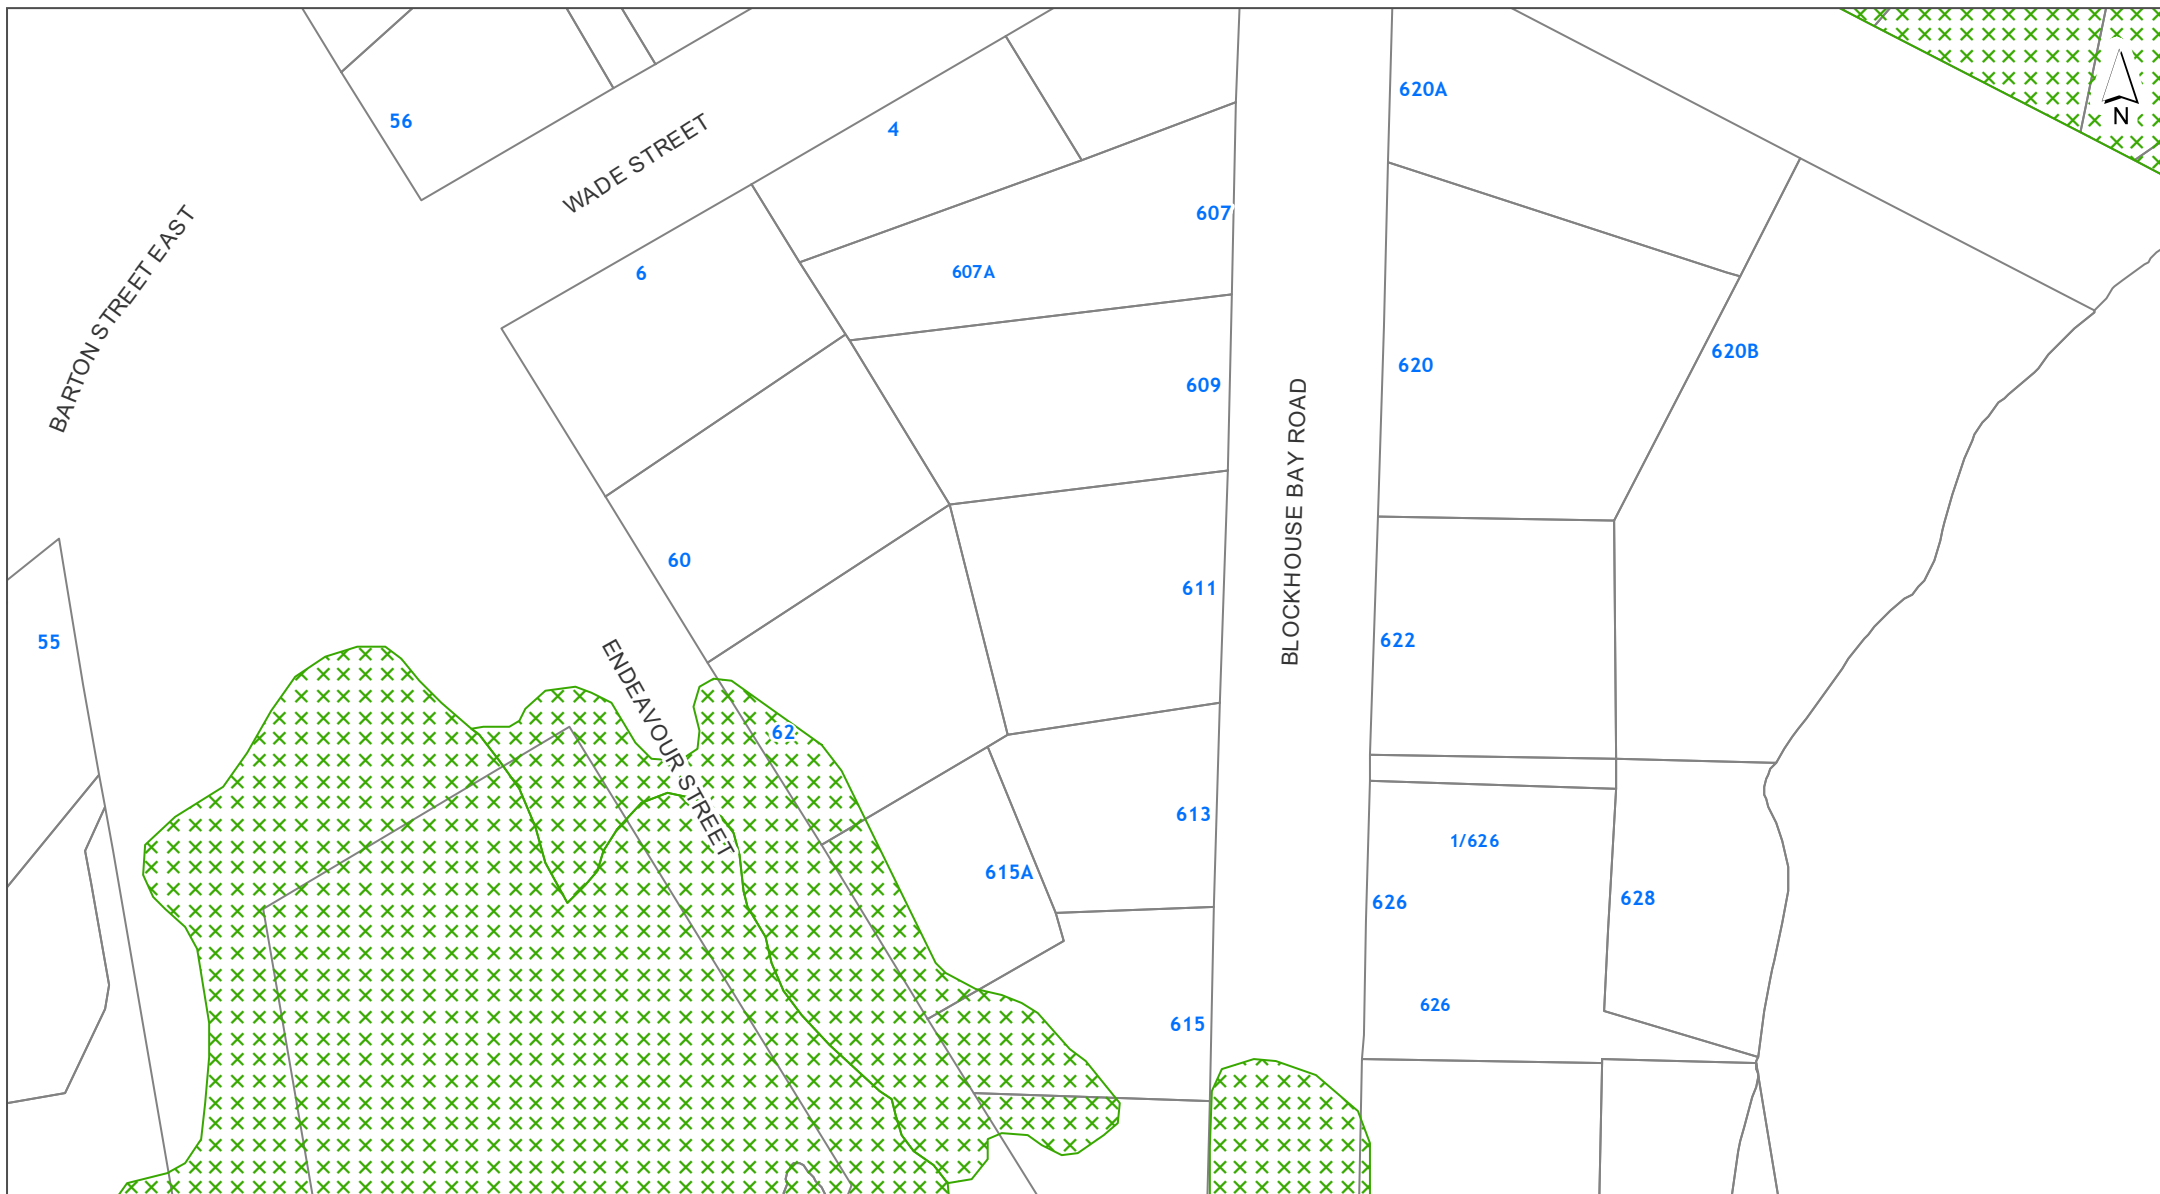 620A
N
56
WADE STREET
4
607
BARTON STREET EAST
6
607A
620B
620
609
BLOCKHOUSE BAY ROAD
60
611
55
622
ENDEAVOUR STREET
62
613
1/626
615A
626
628
626
615